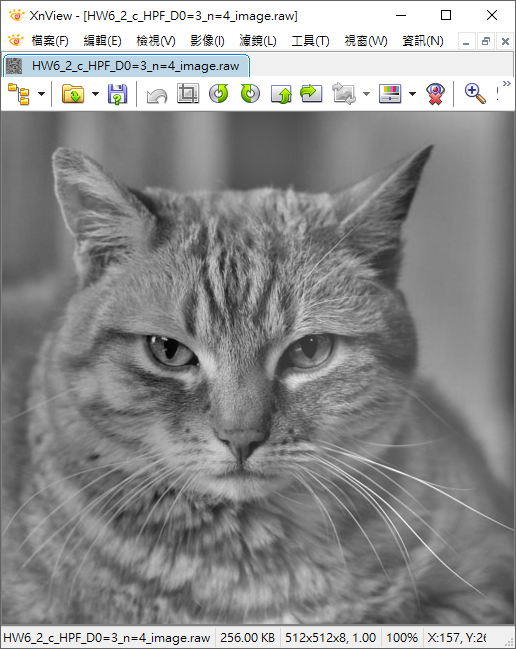 XnView - [HW6_2_c_HPF_D0=3_n=4_image.raw]
檔案(F) 編輯(E) 檢視(V) 影像(I) 濾鏡(L) 工具(T) 視窗(W) 資訊(N)
HW6_2_c_HPF_D0=3_n=4_image.raw
HW6_2_c_HPF_D0=3_n=4_image.raw 256.00 KB 512x512x8, 1.00 100% X:157, Y:26